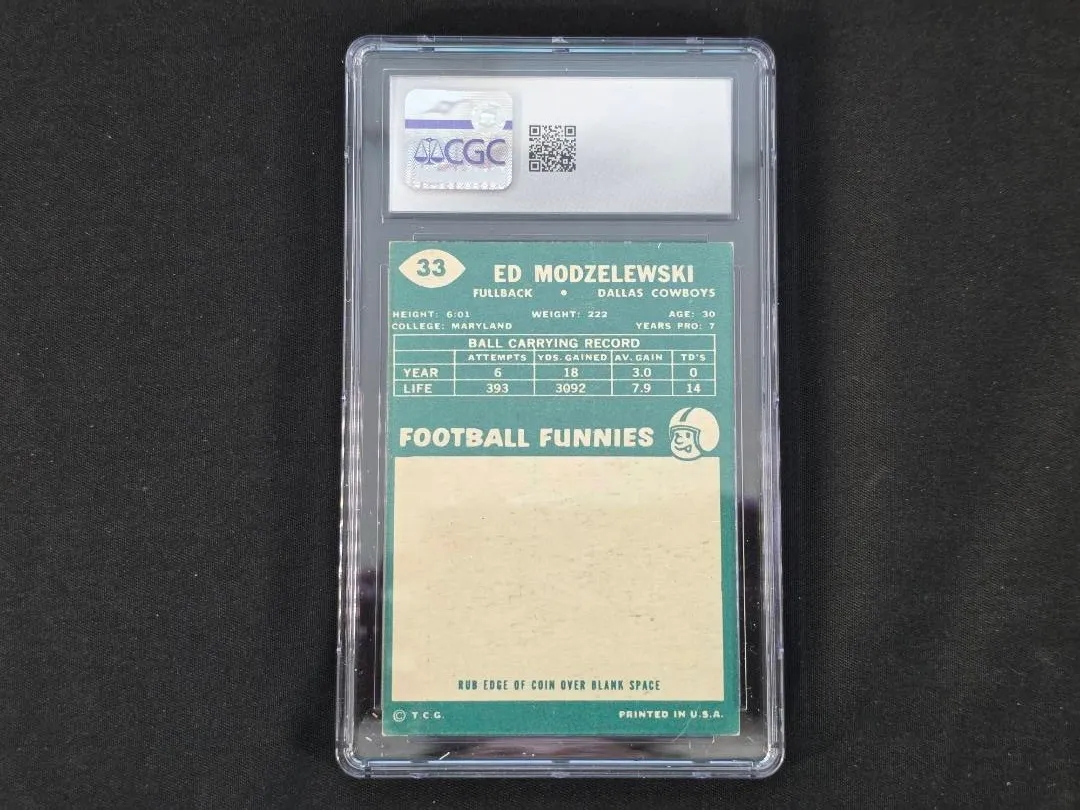 CGC
33
ED MODZELEWSKI
FULLBACK • DALLAS COWBOYS
HEIGHT: 6:01 WEIGHT: 222 AGE: 30
COLLEGE: MARYLAND YEARS PRO: 7
BALL CARRYING RECORD
ATTEMPTS YDS. GAINED AV. GAIN TD'S
YEAR 6 18 3.0 0
LIFE 393 3092 7.9 14
FOOTBALL FUNNIES
RUB EDGE OF COIN OVER BLANK SPACE
© T.C.G. PRINTED IN U.S.A.